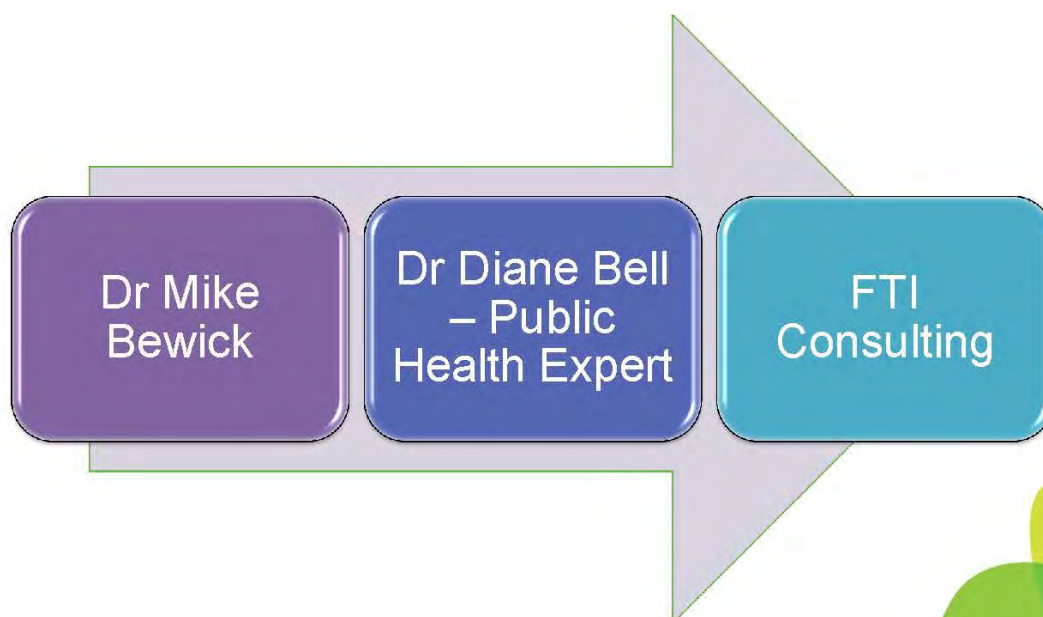 Dr Mike
Bewick
Dr Diane Bell
– Public
Health Expert
FTI
Consulting